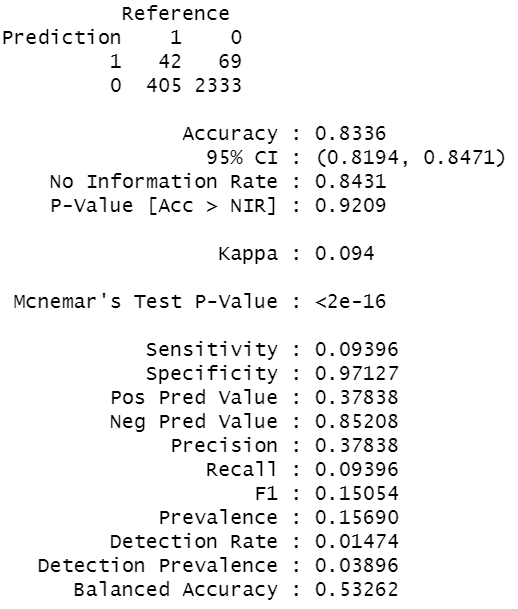 Reference
Prediction 1 0
1 42 69
0 405 2333
Accuracy : 0.8336
95% CI : (0.8194, 0.8471)
No Information Rate : 0.8431
P-Value [Acc > NIR] : 0.9209
Kappa : 0.094
Mcnemar's Test P-Value : <2e-16
Sensitivity : 0.09396
Specificity : 0.97127
Pos Pred Value : 0.37838
Neg Pred Value : 0.85208
Precision : 0.37838
Recall : 0.09396
F1 : 0.15054
Prevalence : 0.15690
Detection Rate : 0.01474
Detection Prevalence : 0.03896
Balanced Accuracy : 0.53262